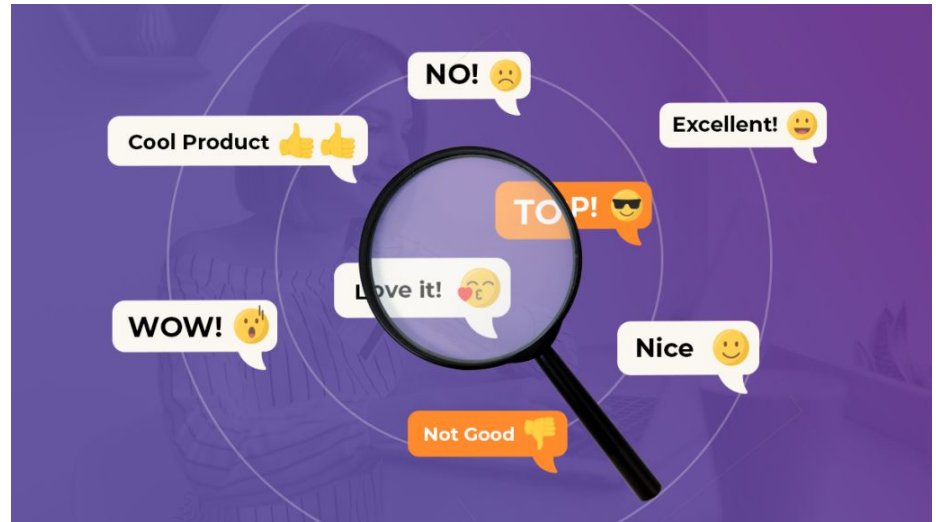 NO!
Excellent!
Cool Product
TOP!
Love it!
WOW!
Nice
Not Good